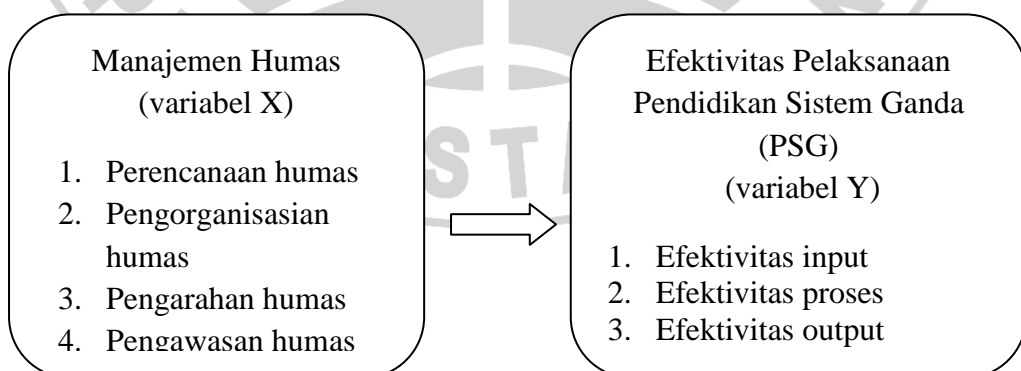 Manajemen Humas
(variabel X)
1. Perencanaan humas
2. Pengorganisasian
humas
3. Pengarahan humas
4. Pengawasan humas
Efektivitas Pelaksanaan
Pendidikan Sistem Ganda
(PSG)
(variabel Y)
1. Efektivitas input
2. Efektivitas proses
3. Efektivitas output